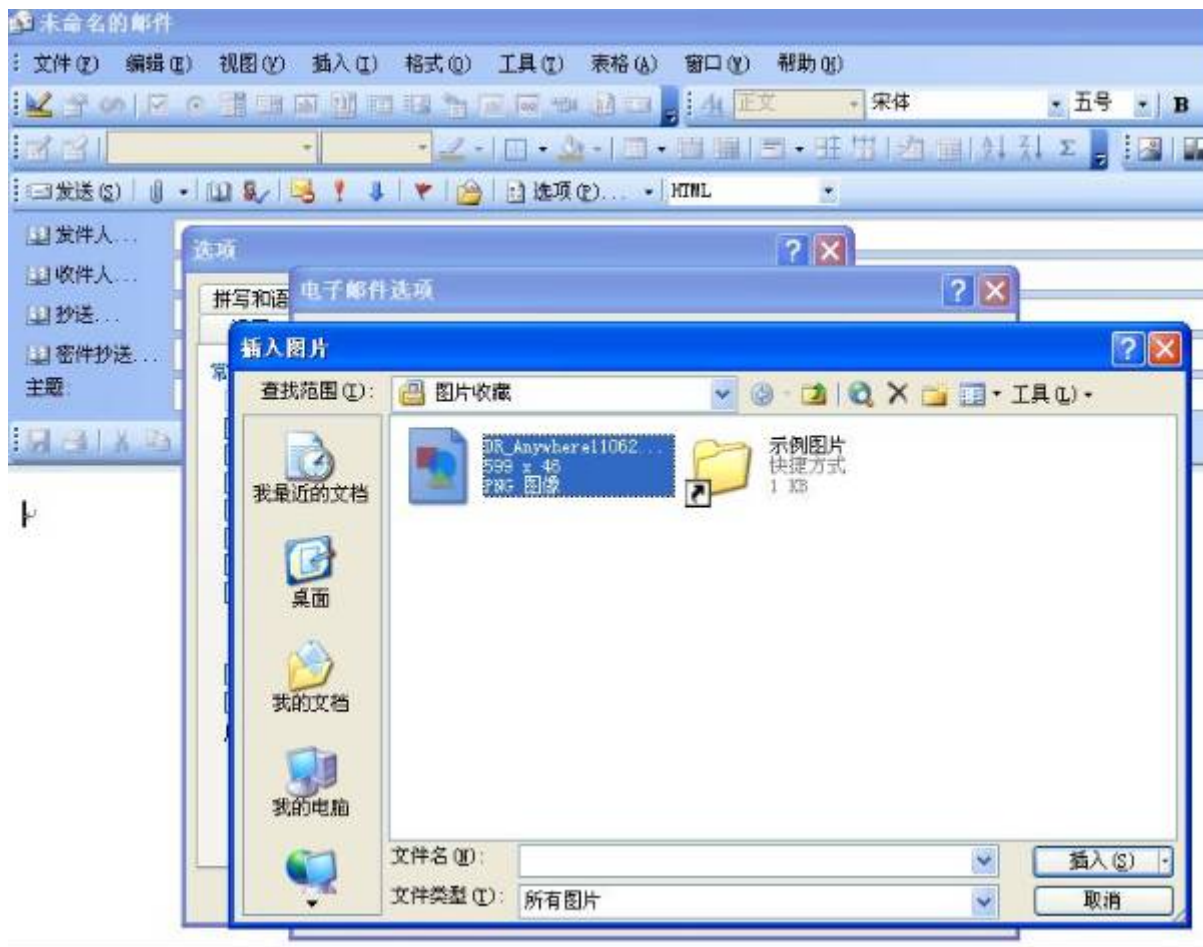 未命名的邮件
文件(F) 编辑(E) 视图(V) 插入(I) 格式(O) 工具(T) 表格(A) 窗口(W) 帮助(H)
正文 宋体 五号 B
Σ
发送(S) 选项(P)... HTML
发件人...
收件人...
抄送...
密件抄送...
主题:
选项
拼写和语
电子邮件选项
常
插入图片
查找范围(I): 图片收藏 工具(L)
我最近的文档
桌面
我的文档
我的电脑
DR_Anywhere11062...
599 x 48
PNG 图像
示例图片
快捷方式
1 KB
文件名(N):
插入(S)
文件类型(T): 所有图片
取消